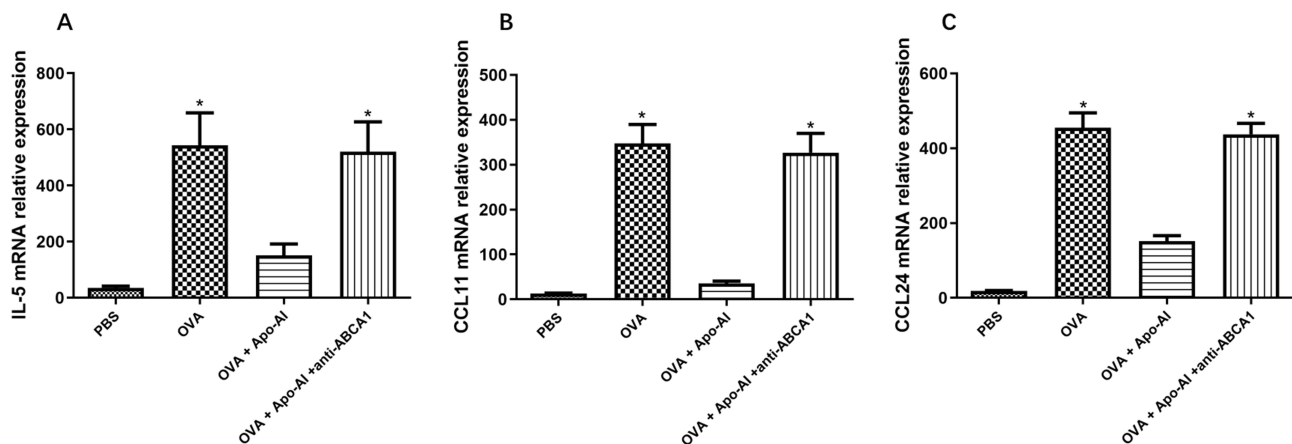 A
IL-5 mRNA relative expression
800
600
400
200
0
*
*
PBS
OVA
OVA + Apo-AI
OVA + Apo-AI +anti-ABCA1
B
CCL11 mRNA relative expression
500
400
300
200
100
0
*
*
PBS
OVA
OVA + Apo-AI
OVA + Apo-AI +anti-ABCA1
C
CCL24 mRNA relative expression
600
400
200
0
*
*
PBS
OVA
OVA + Apo-AI
OVA + Apo-AI +anti-ABCA1